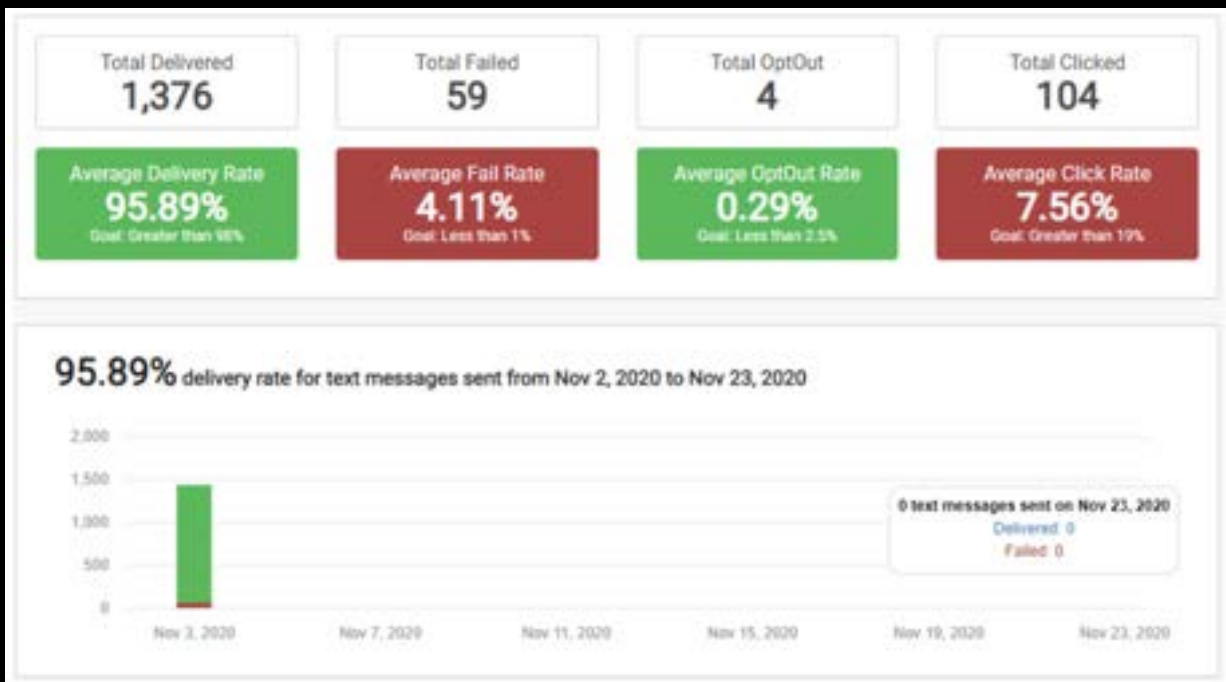 Total Delivered
1,376
Total Failed
59
Total OptOut
4
Total Clicked
104
Average Delivery Rate
95.89%
Goal: Greater than 98%
Average Fail Rate
4.11%
Goal: Less than 1%
Average OptOut Rate
0.29%
Goal: Less than 2.5%
Average Click Rate
7.56%
Goal: Greater than 19%
95.89% delivery rate for text messages sent from Nov 2, 2020 to Nov 23, 2020
2,000
1,500
1,000
500
0
0 text messages sent on Nov 23, 2020
Delivered: 0
Failed: 0
Nov 3, 2020 Nov 7, 2020 Nov 11, 2020 Nov 15, 2020 Nov 19, 2020 Nov 23, 2020